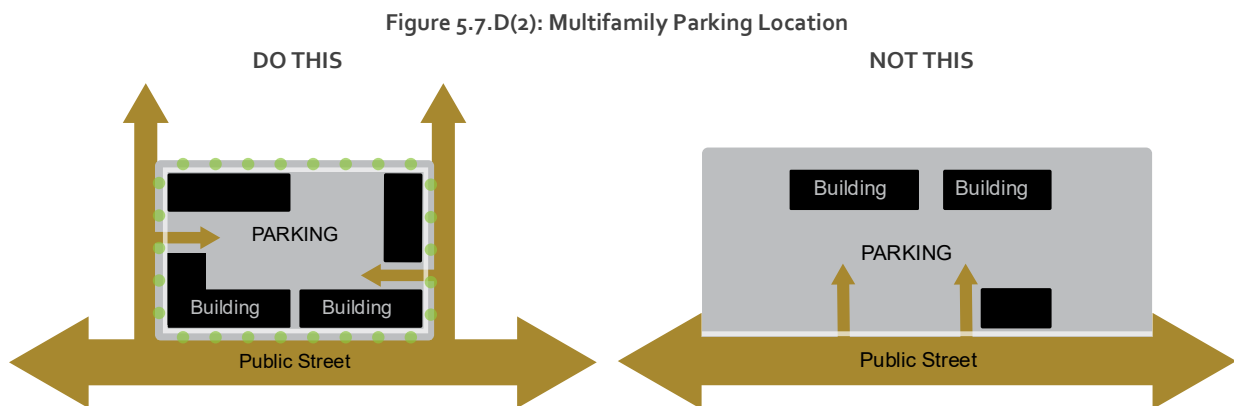 Figure 5.7.D(2): Multifamily Parking Location
DO THIS
PARKING
Building
Building
Public Street
NOT THIS
Building
Building
PARKING
Public Street